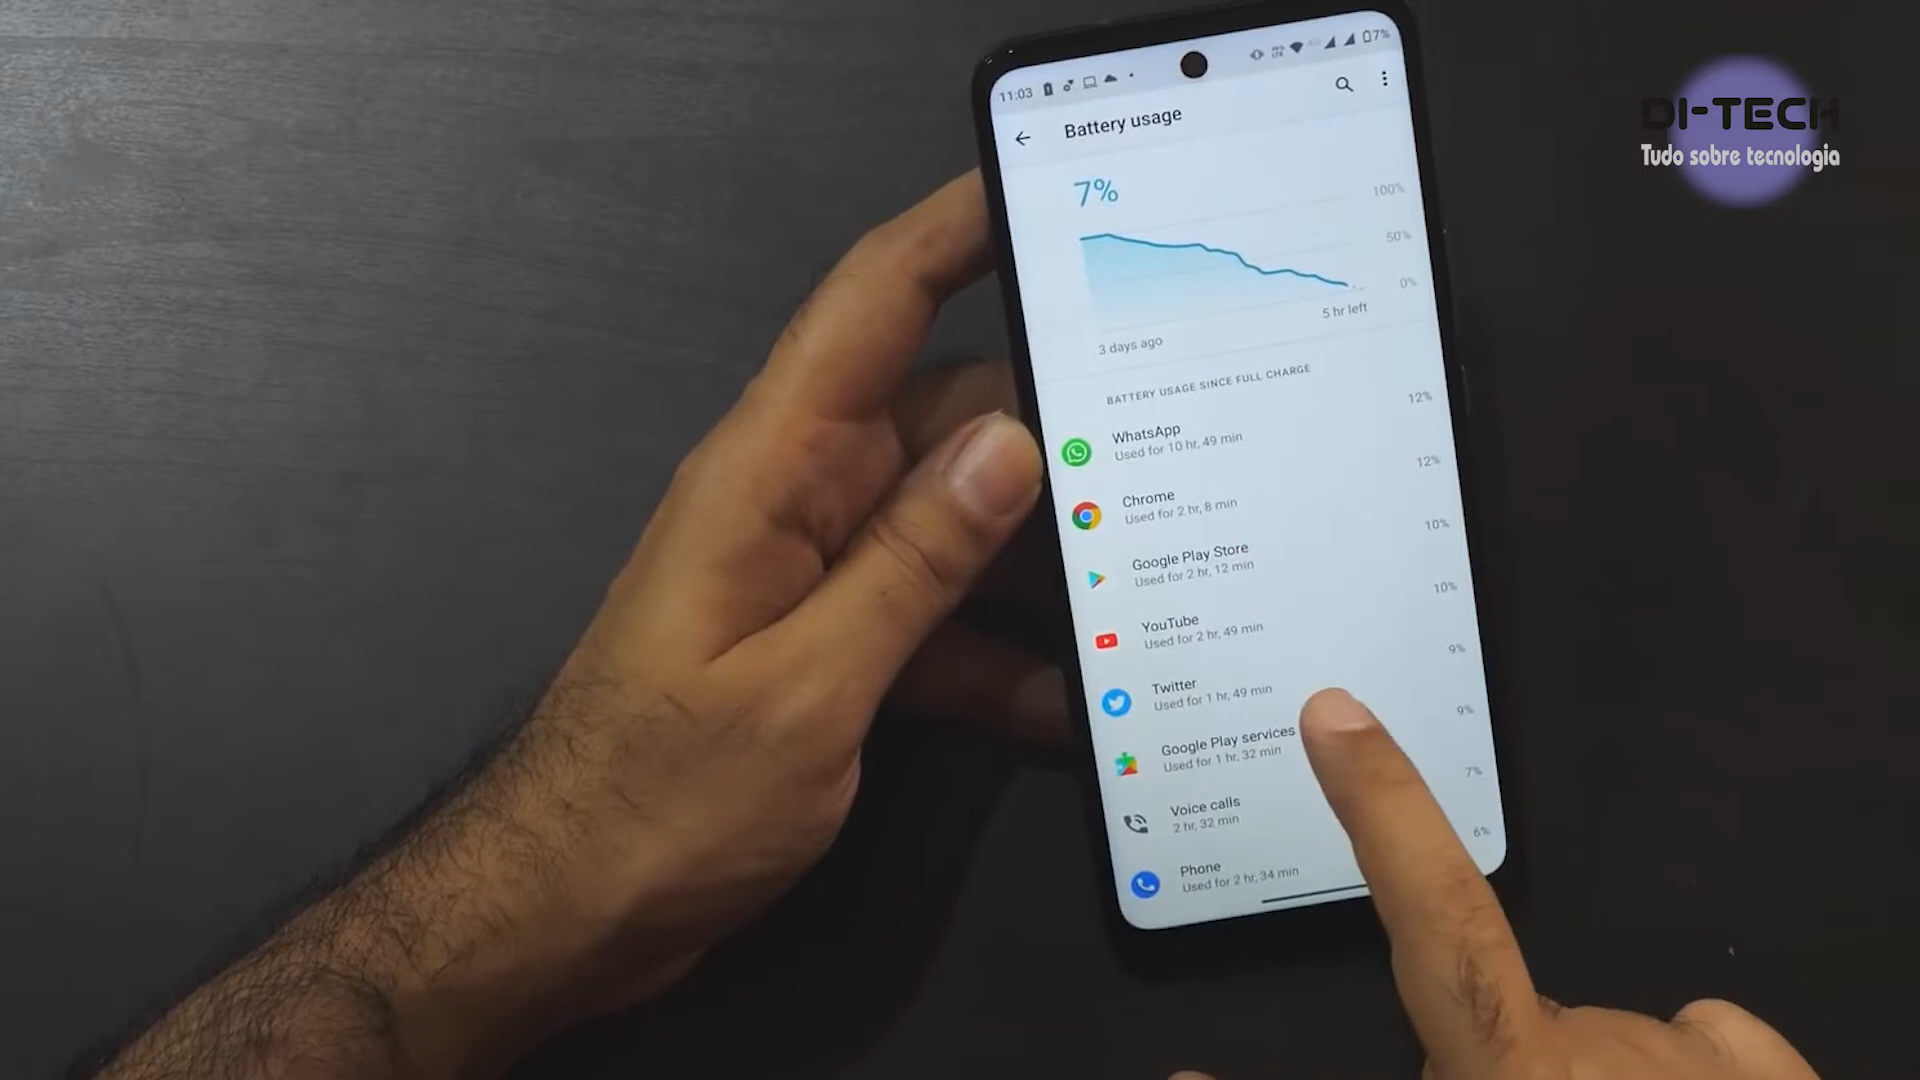 11:03
7%
Battery usage
7%
100%
50%
0%
5 hr left
3 days ago
BATTERY USAGE SINCE FULL CHARGE
WhatsApp
12%
Used for 10 hr, 49 min
Chrome
12%
Used for 2 hr, 8 min
Google Play Store
10%
Used for 2 hr, 12 min
YouTube
10%
Used for 2 hr, 49 min
Twitter
9%
Used for 1 hr, 49 min
Google Play services
9%
Used for 1 hr, 32 min
Voice calls
7%
2 hr, 32 min
Phone
6%
Used for 2 hr, 34 min
DI-TECH
Tudo sobre tecnologia